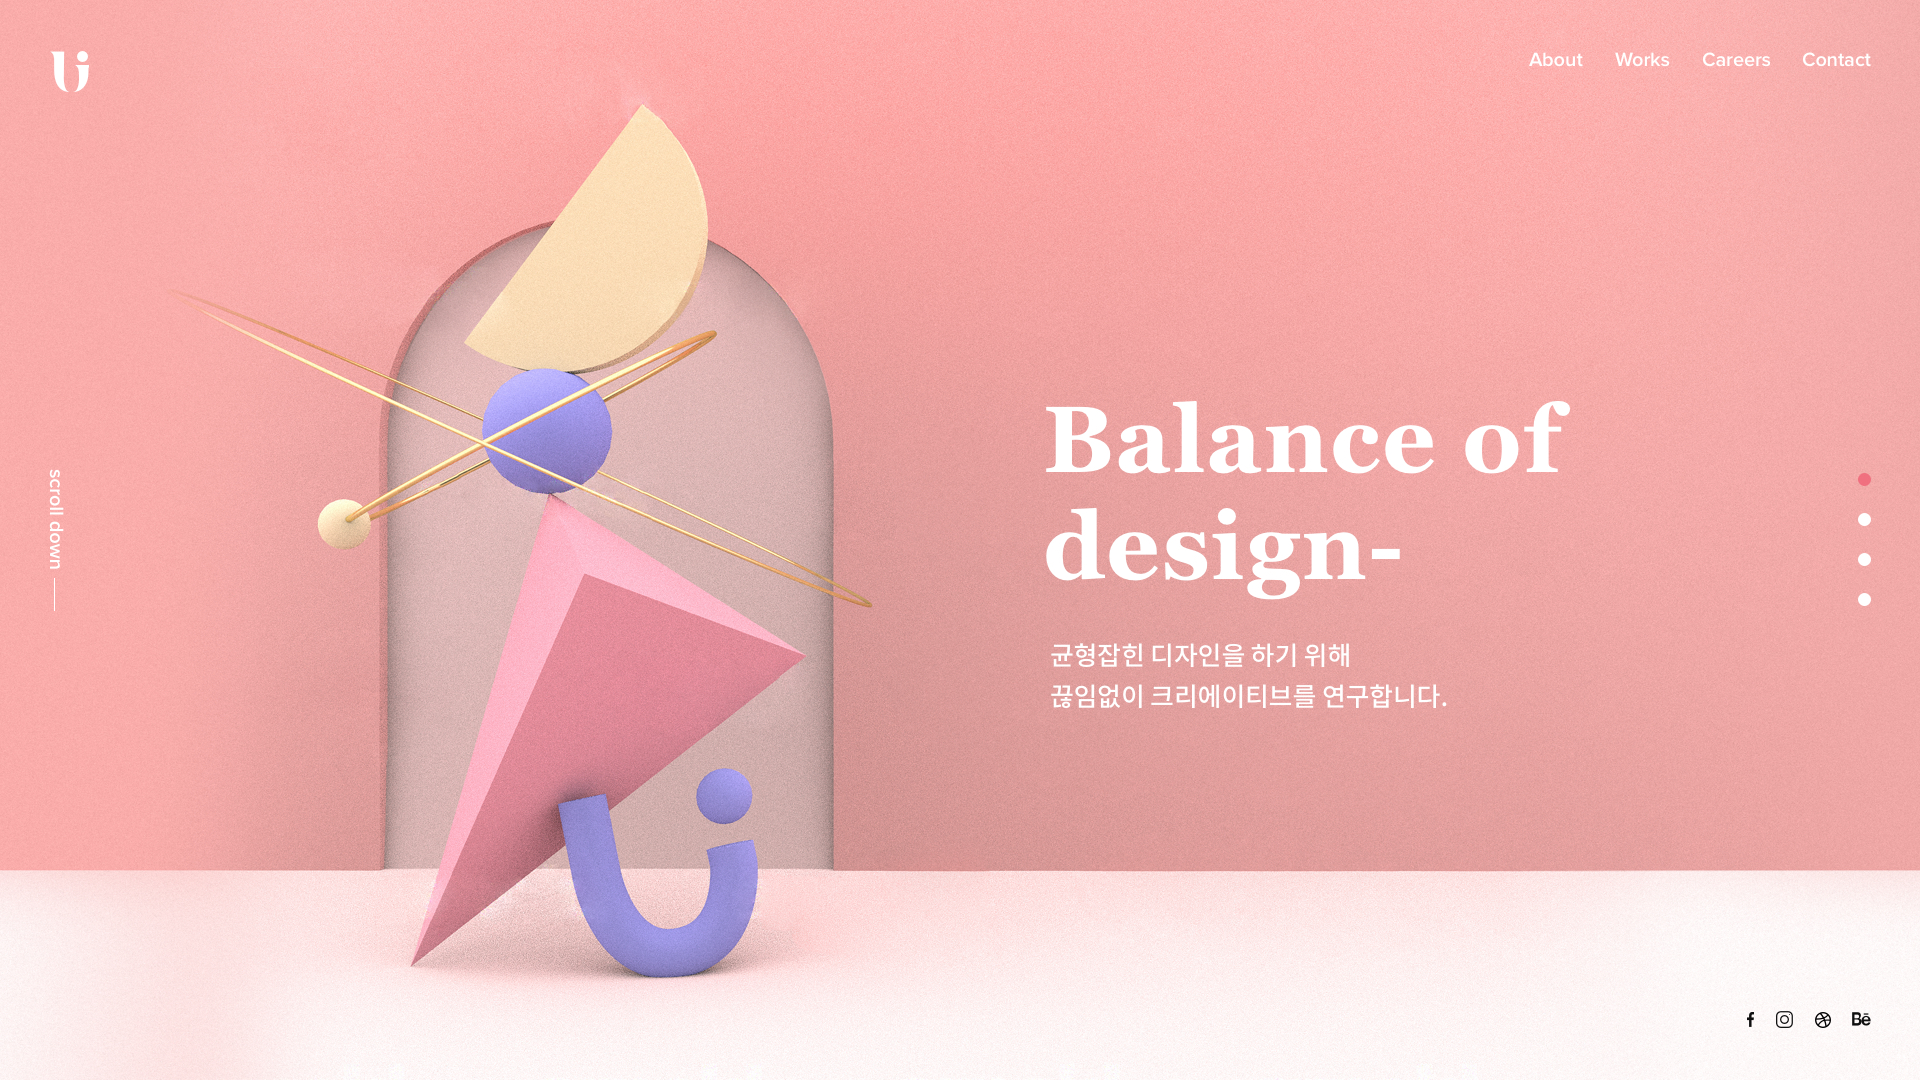 Ui
About Works Careers Contact
Balance of
design-
scroll down
균형잡힌 디자인을 하기 위해
끊임없이 크리에이티브를 연구합니다.
Ui
Bē